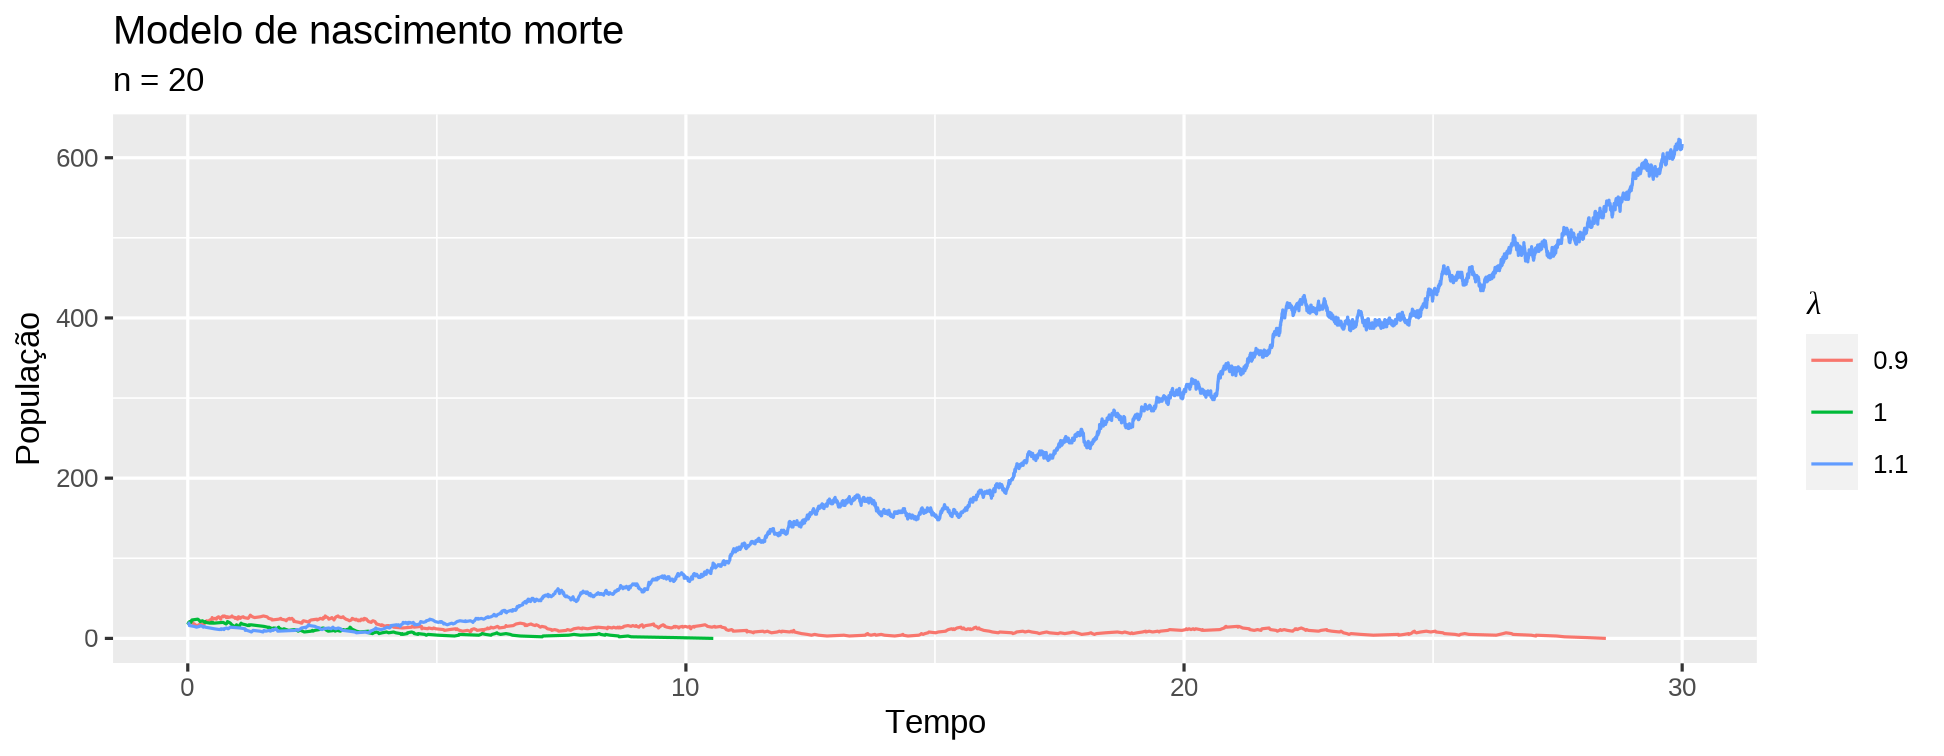 Modelo de nascimento morte
n = 20
600
400
200
0
População
0
10
20
30
Tempo
λ
0.9
1
1.1